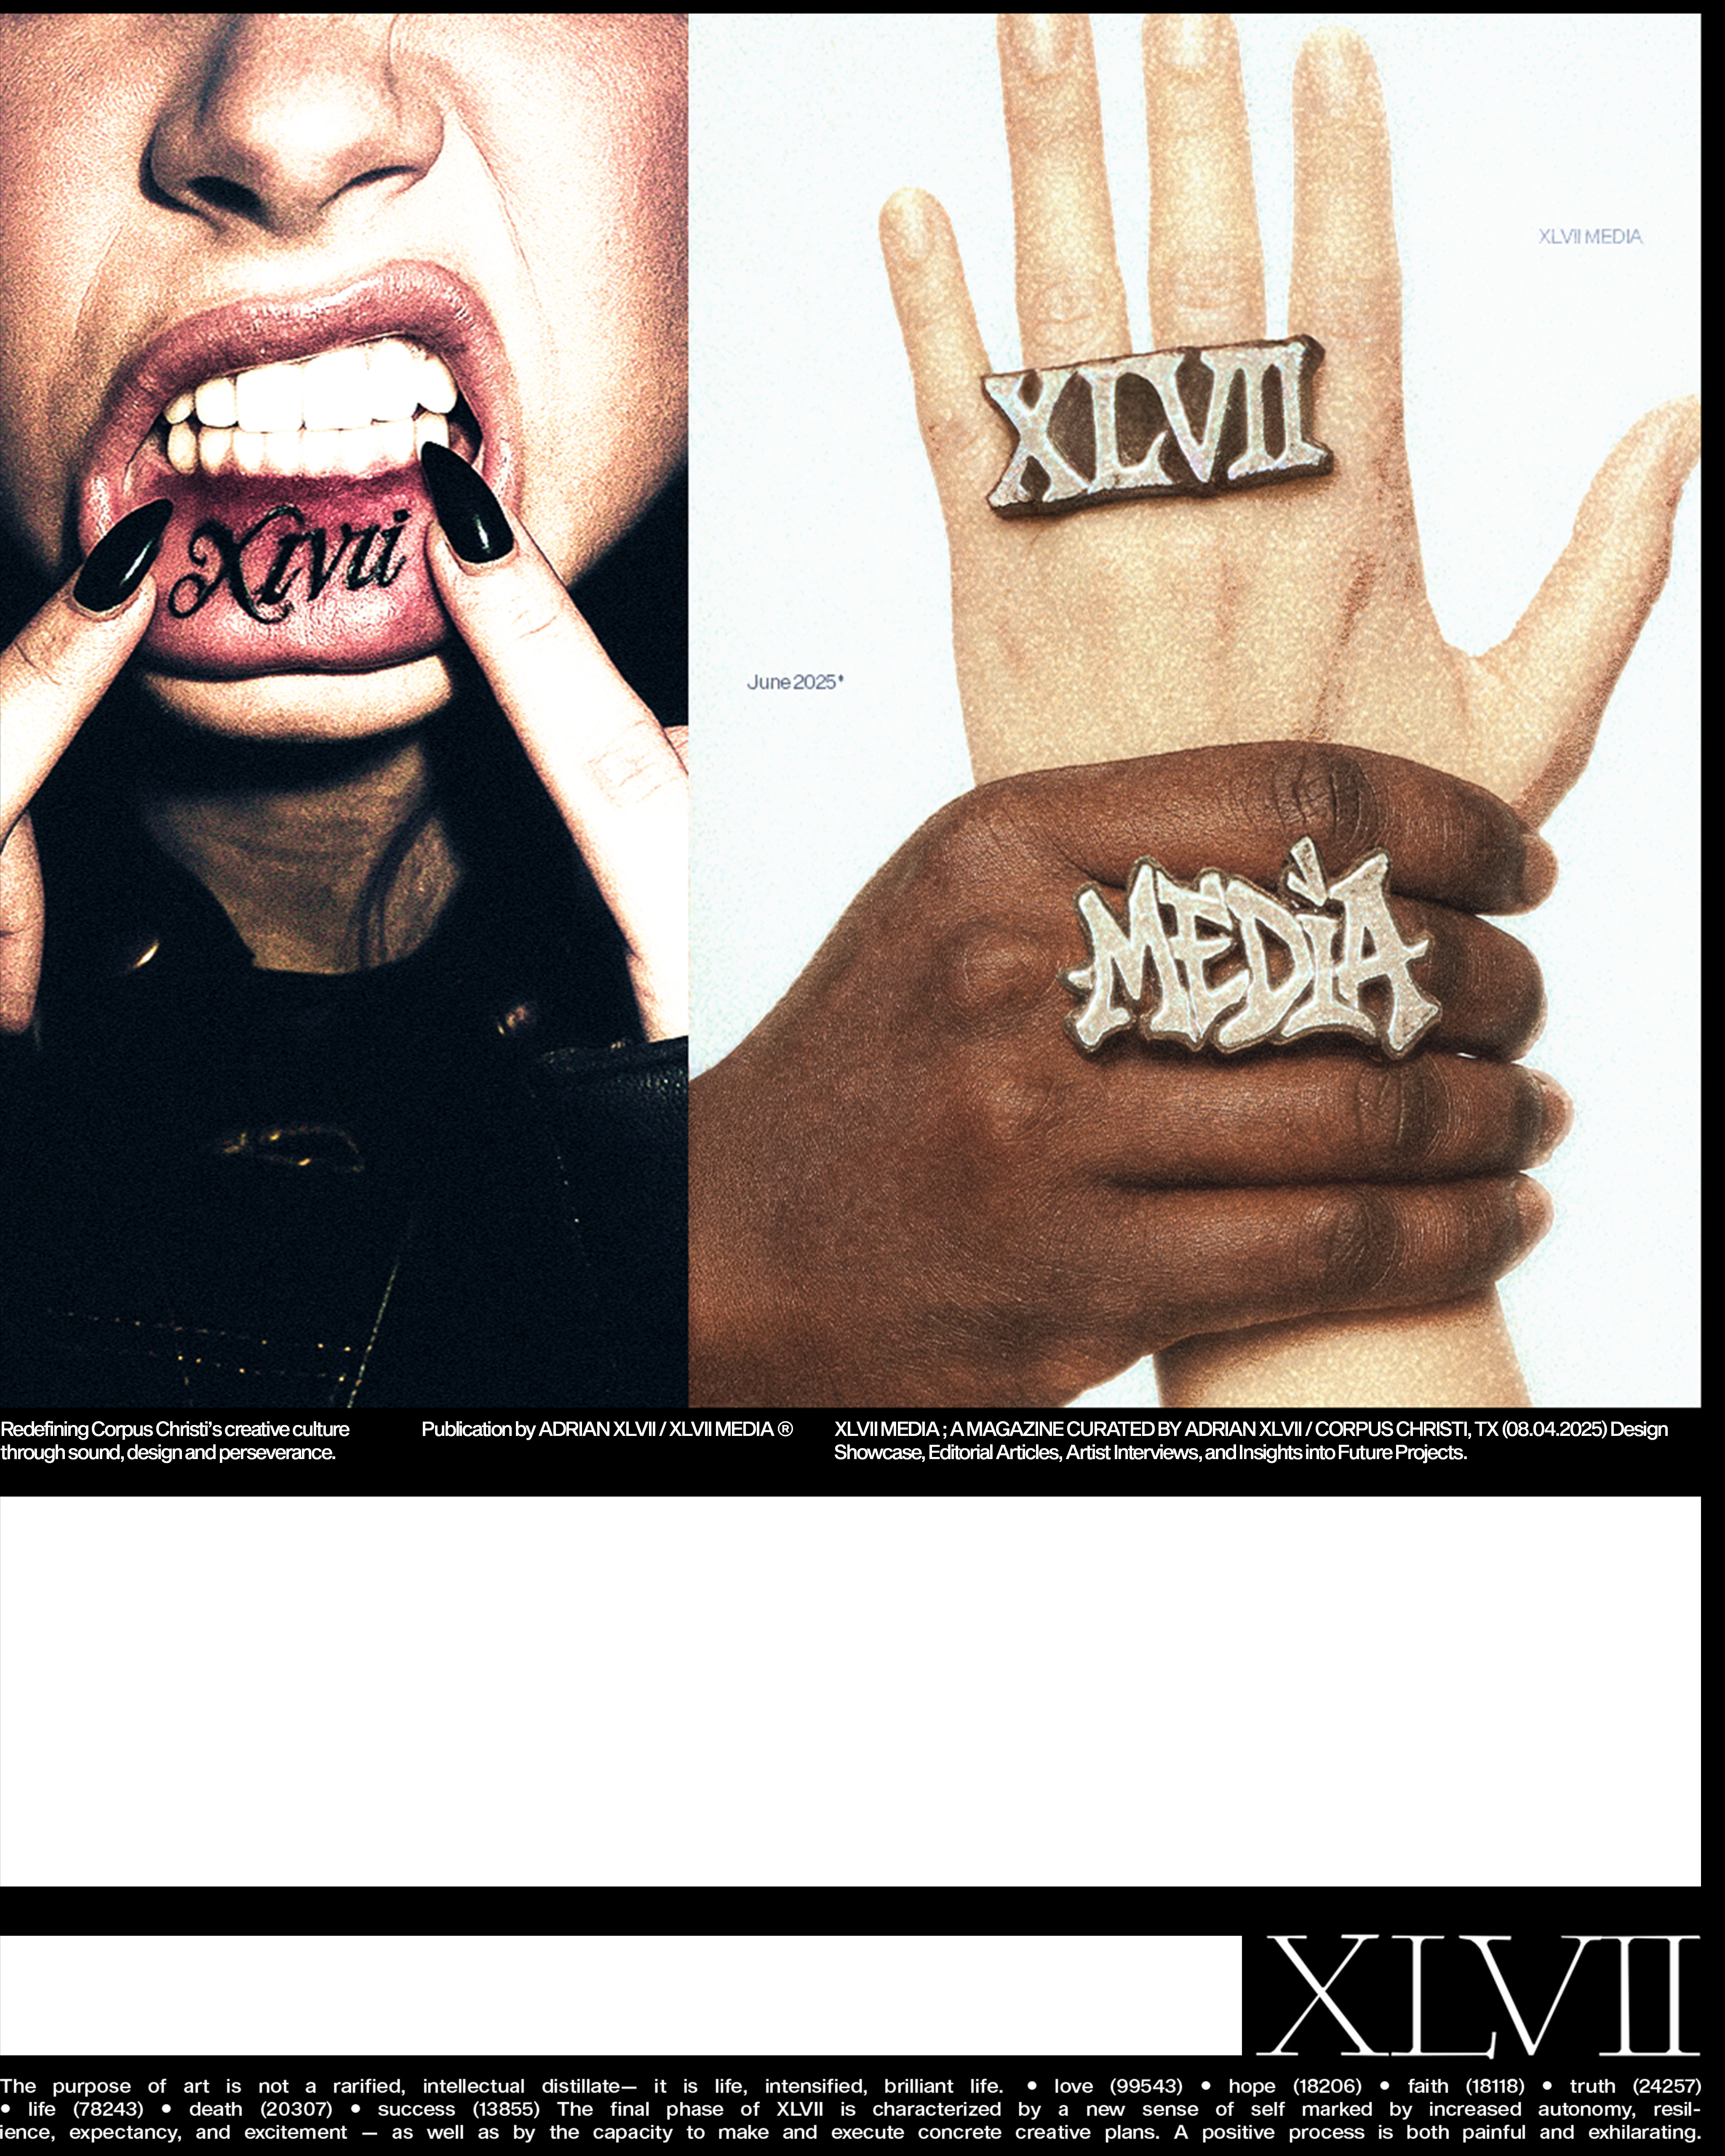 XLVII MEDIA
XLVII
Xlvii
June 2025*
MEDIA
Redefining Corpus Christi's creative culture
through sound, design and perseverance.
Publication by ADRIAN XLVII / XLVII MEDIA ®
XLVII MEDIA ; A MAGAZINE CURATED BY ADRIAN XLVII / CORPUS CHRISTI, TX (08.04.2025) Design
Showcase, Editorial Articles, Artist Interviews, and Insights into Future Projects.
XLVII
The purpose of art is not a rarified, intellectual distillate— it is life, intensified, brilliant life. • love (99543) • hope (18206) • faith (18118) • truth (24257)
• life (78243) • death (20307) • success (13855) The final phase of XLVII is characterized by a new sense of self marked by increased autonomy, resil-
ience, expectancy, and excitement — as well as by the capacity to make and execute concrete creative plans. A positive process is both painful and exhilarating.